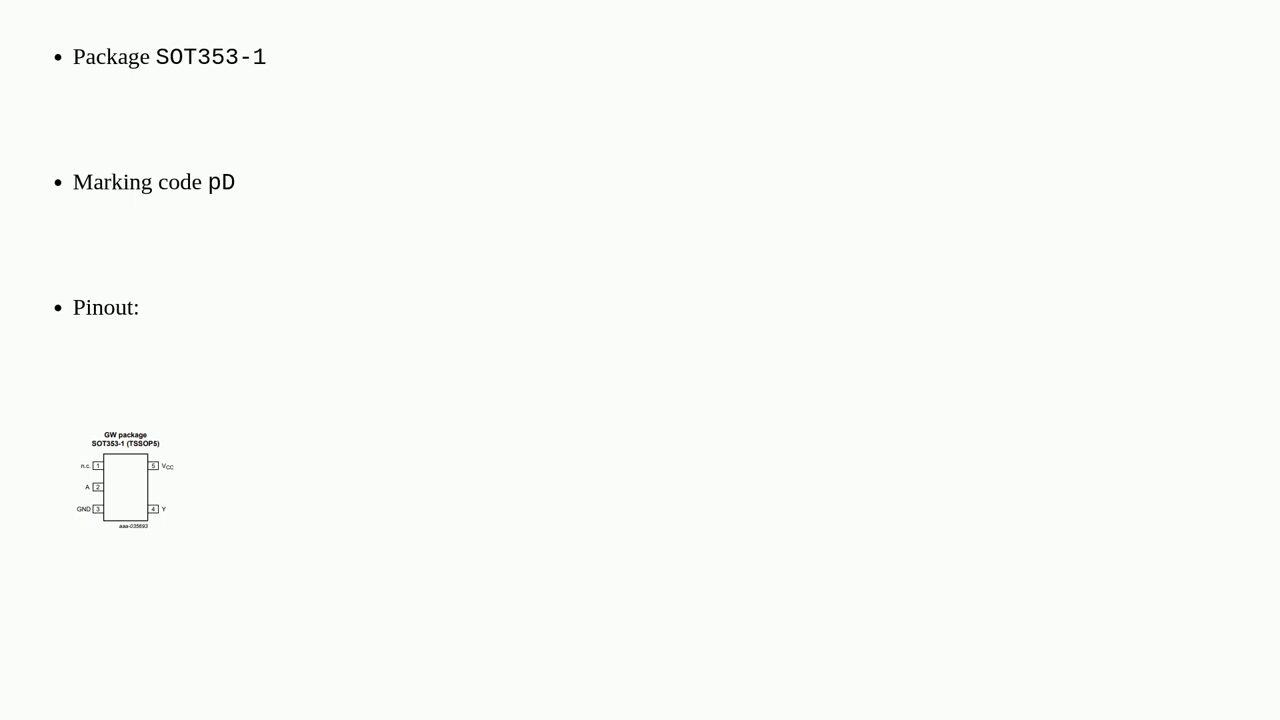 • Package SOT353-1
• Marking code pD
• Pinout:
GW package
SOT353-1 (TSSOP5)
n.c. 1 5 VCC
A 2
GND 3 4 Y
aaa-035693